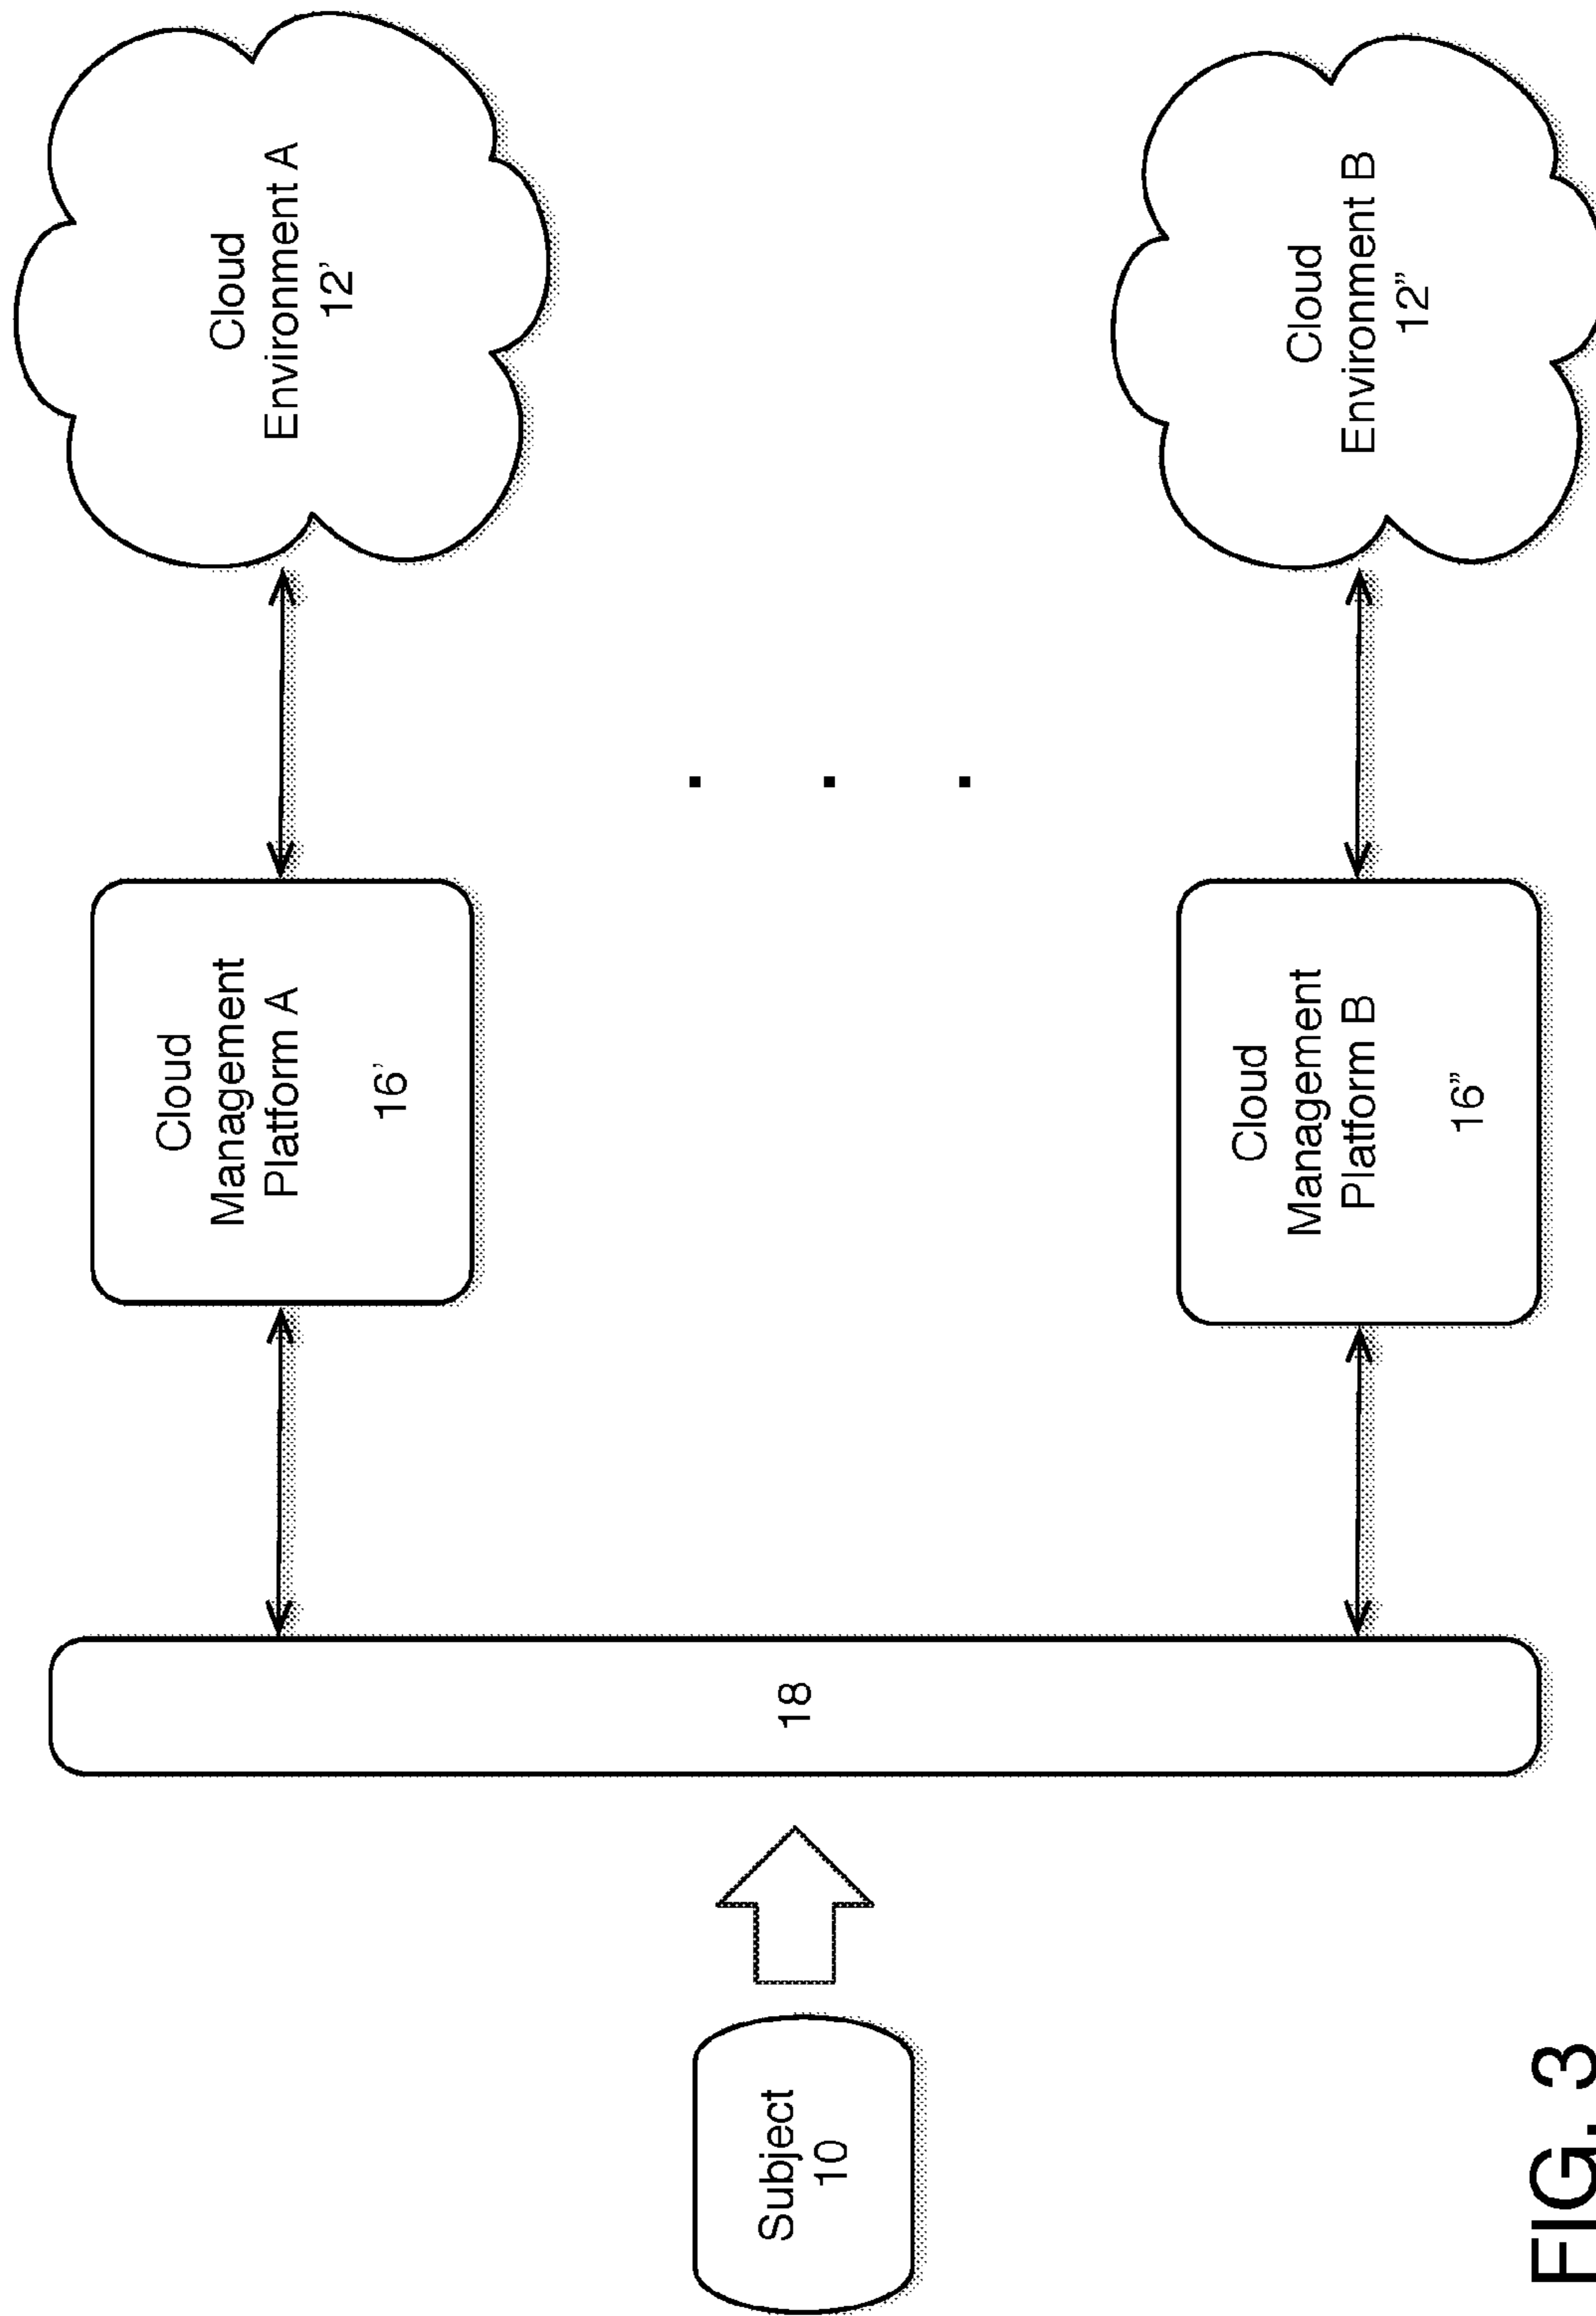 Subject
10
18
Cloud
Management
Platform A
16’
Cloud
Environment A
12’
. . .
Cloud
Management
Platform B
16”
Cloud
Environment B
12”
FIG. 3